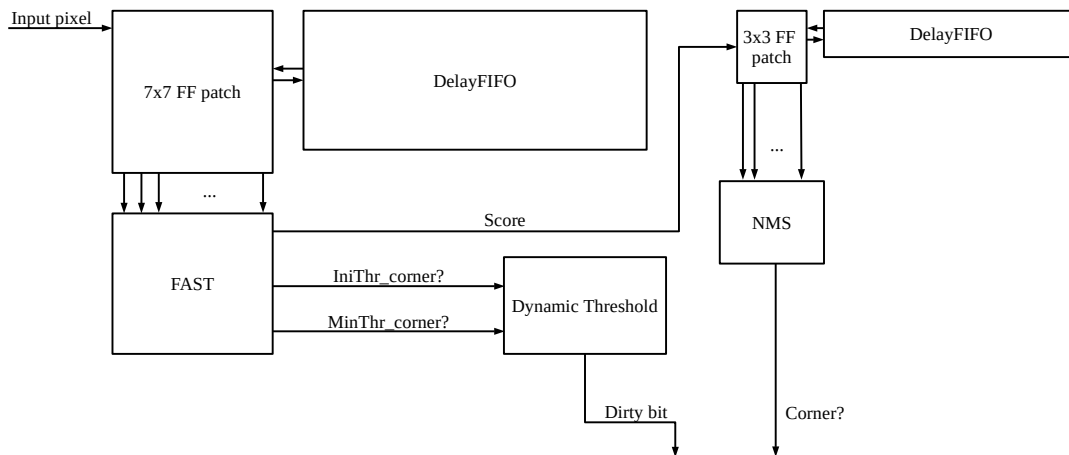 Input pixel
7x7 FF patch
DelayFIFO
3x3 FF
patch
DelayFIFO
...
...
Score
NMS
FAST
IniThr_corner?
MinThr_corner?
Dynamic Threshold
Dirty bit
Corner?